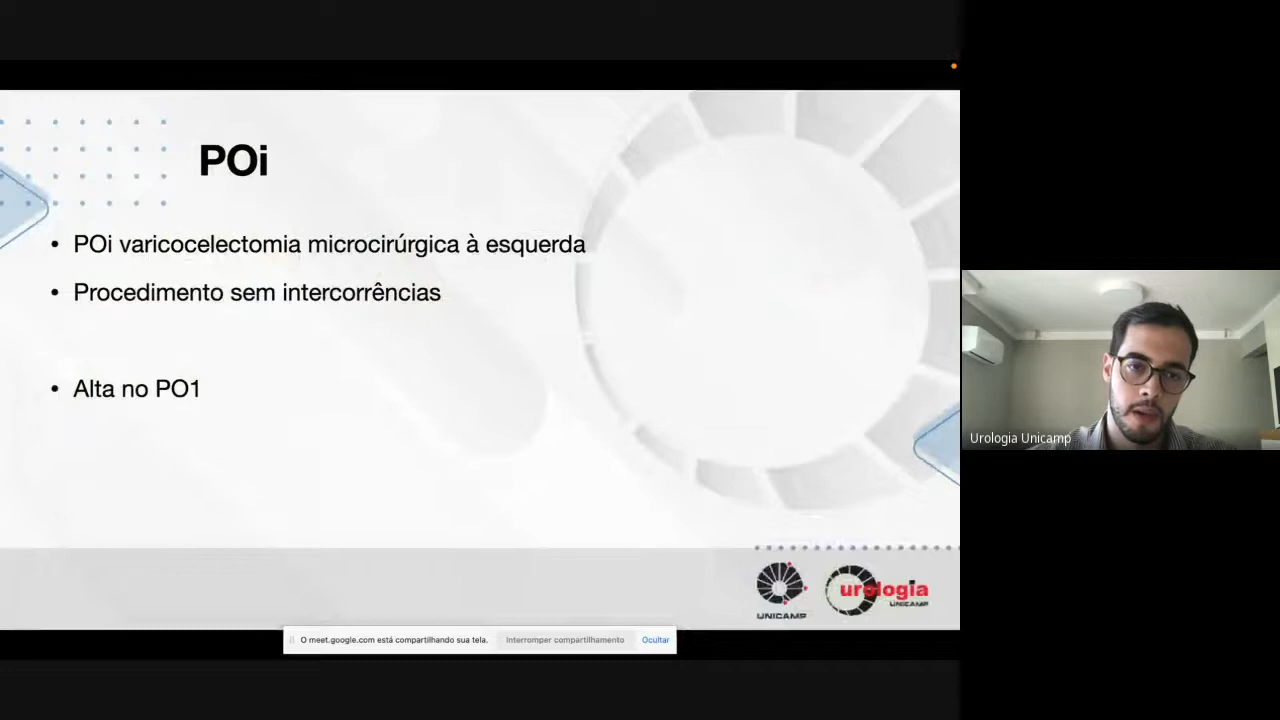 POi
• POi varicocelectomia microcirúrgica à esquerda
• Procedimento sem intercorrências
• Alta no PO1
UNICAMP
urologia
UNICAMP
O meet.google.com está compartilhando sua tela.
Interromper compartilhamento
Ocultar
Urologia Unicamp